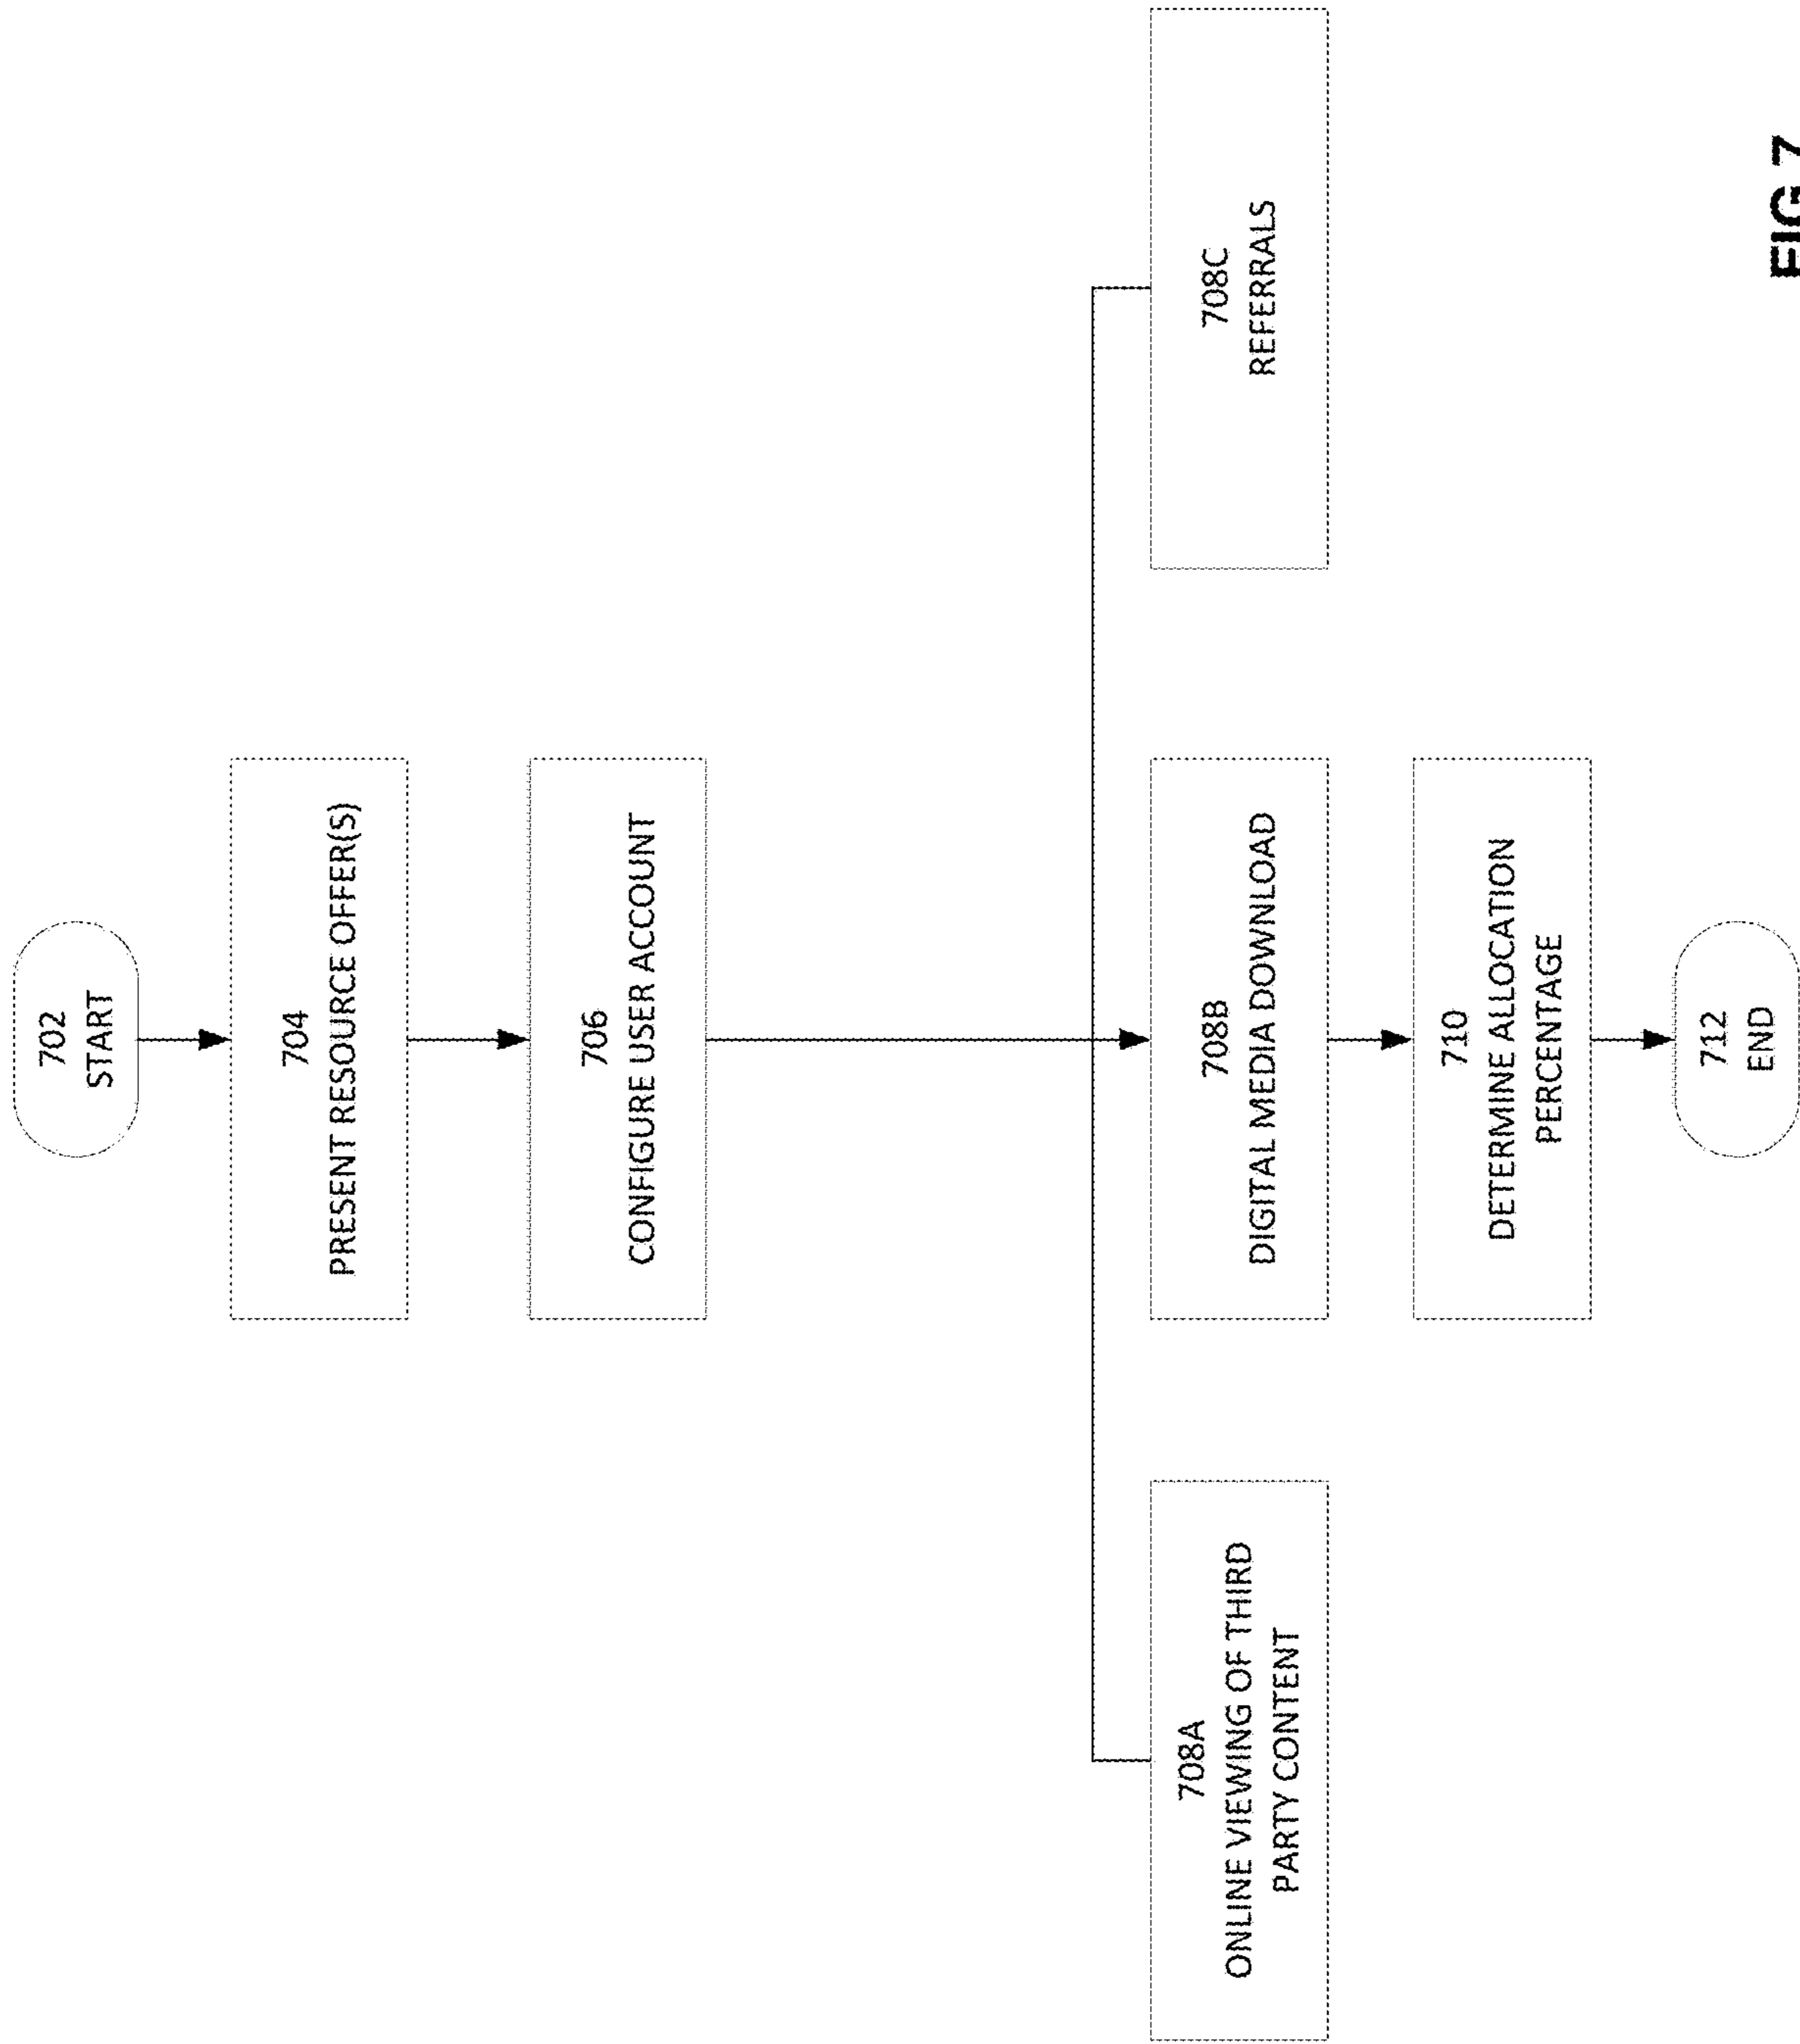 702
START
704
PRESENT RESOURCE OFFER(S)
706
CONFIGURE USER ACCOUNT
708A
ONLINE VIEWING OF THIRD
PARTY CONTENT
708B
DIGITAL MEDIA DOWNLOAD
708C
REFERRALS
710
DETERMINE ALLOCATION
PERCENTAGE
712
END
FIG 7